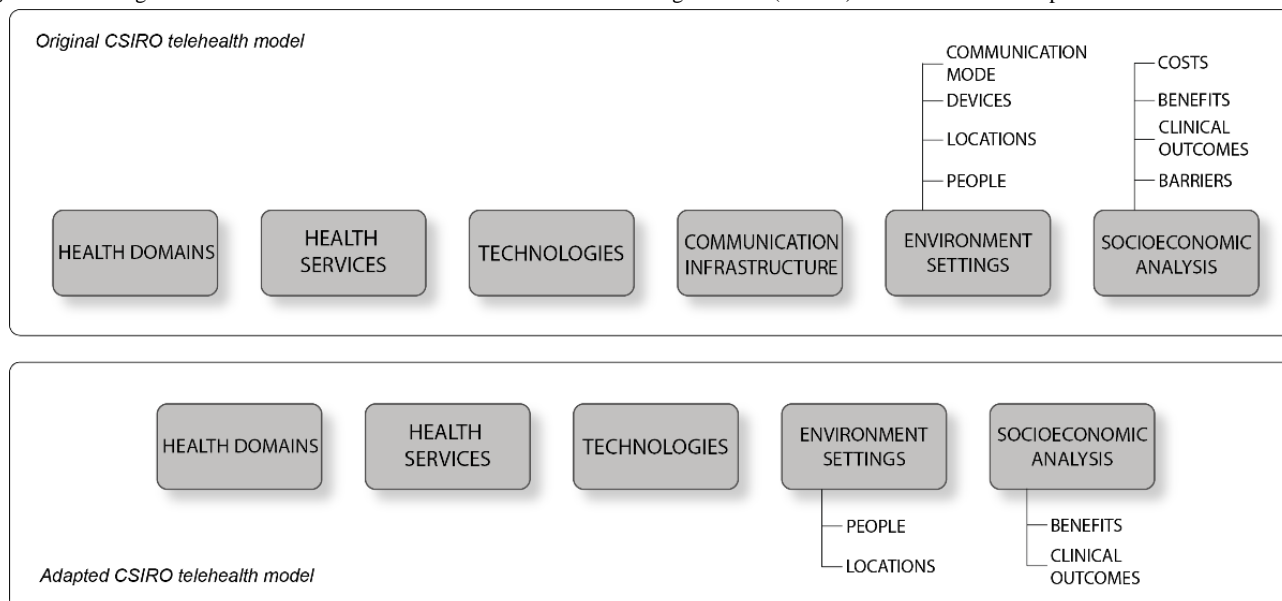 Original CSIRO telehealth model
COMMUNICATION
MODE
DEVICES
LOCATIONS
PEOPLE
COSTS
BENEFITS
CLINICAL
OUTCOMES
BARRIERS
HEALTH DOMAINS
HEALTH
SERVICES
TECHNOLOGIES
COMMUNICATION
INFRASTRUCTURE
ENVIRONMENT
SETTINGS
SOCIOECONOMIC
ANALYSIS
HEALTH DOMAINS
HEALTH
SERVICES
TECHNOLOGIES
ENVIRONMENT
SETTINGS
SOCIOECONOMIC
ANALYSIS
PEOPLE
LOCATIONS
BENEFITS
CLINICAL
OUTCOMES
Adapted CSIRO telehealth model